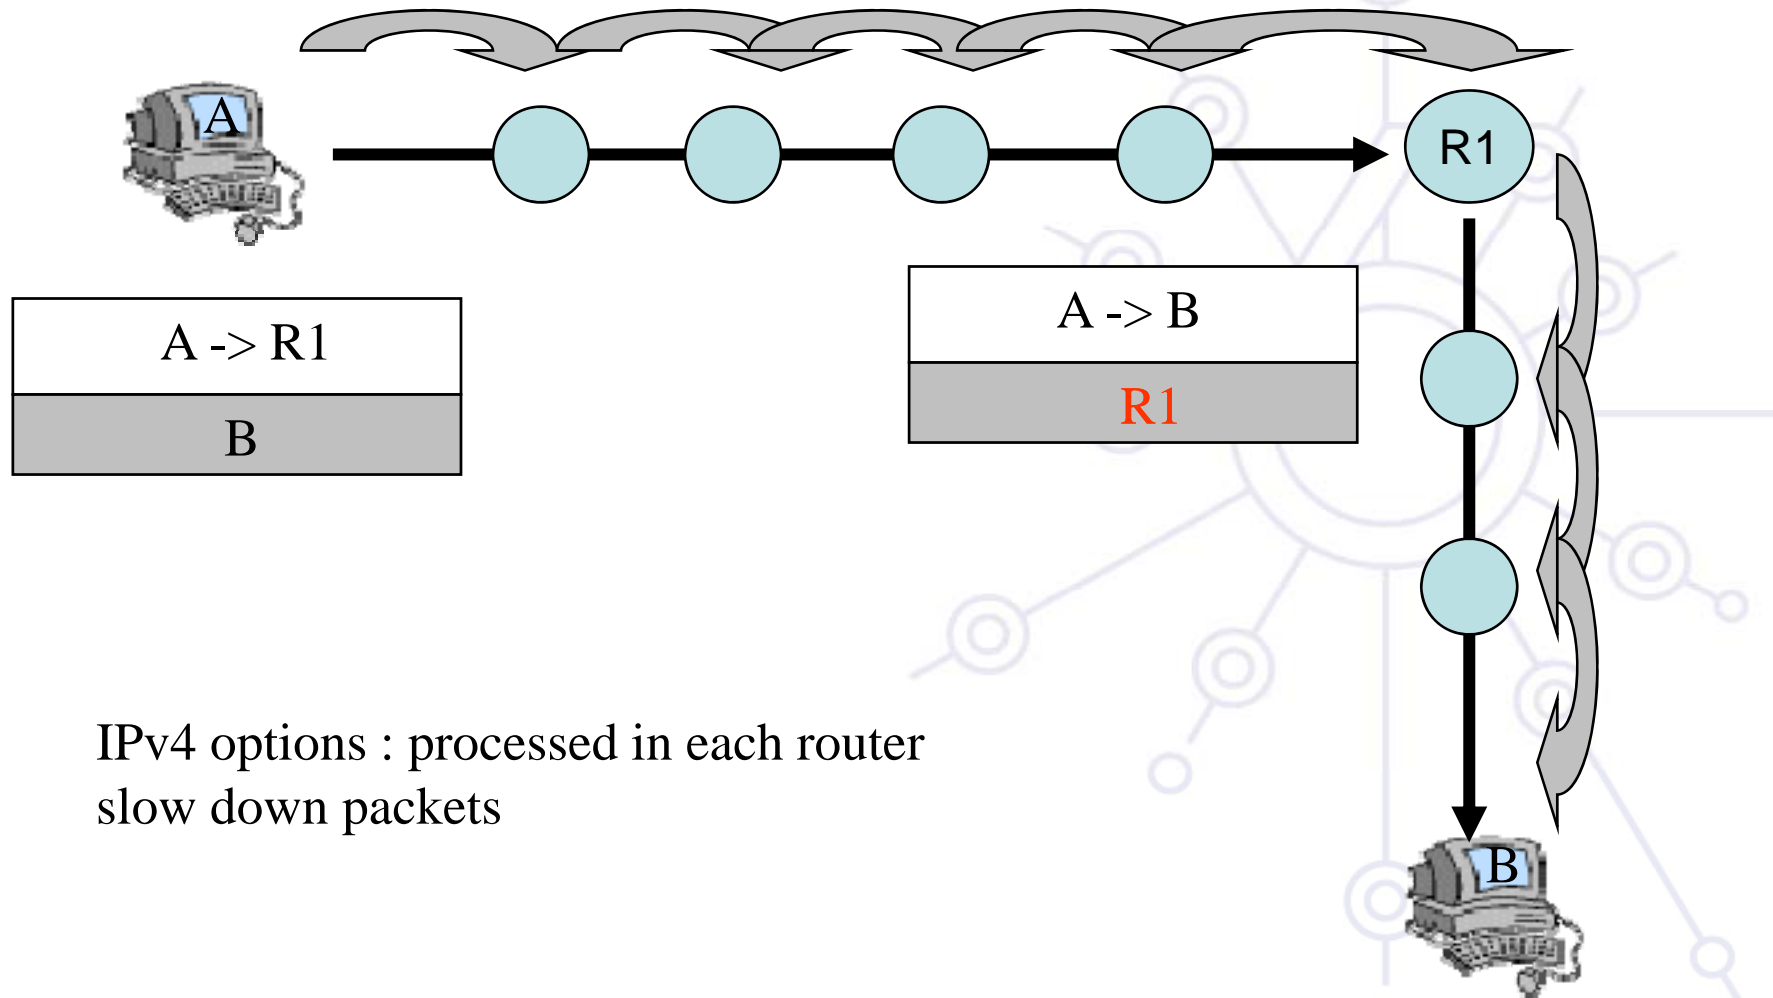 A
R1
A -> R1
B
A -> B
R1
IPv4 options : processed in each router
slow down packets
B